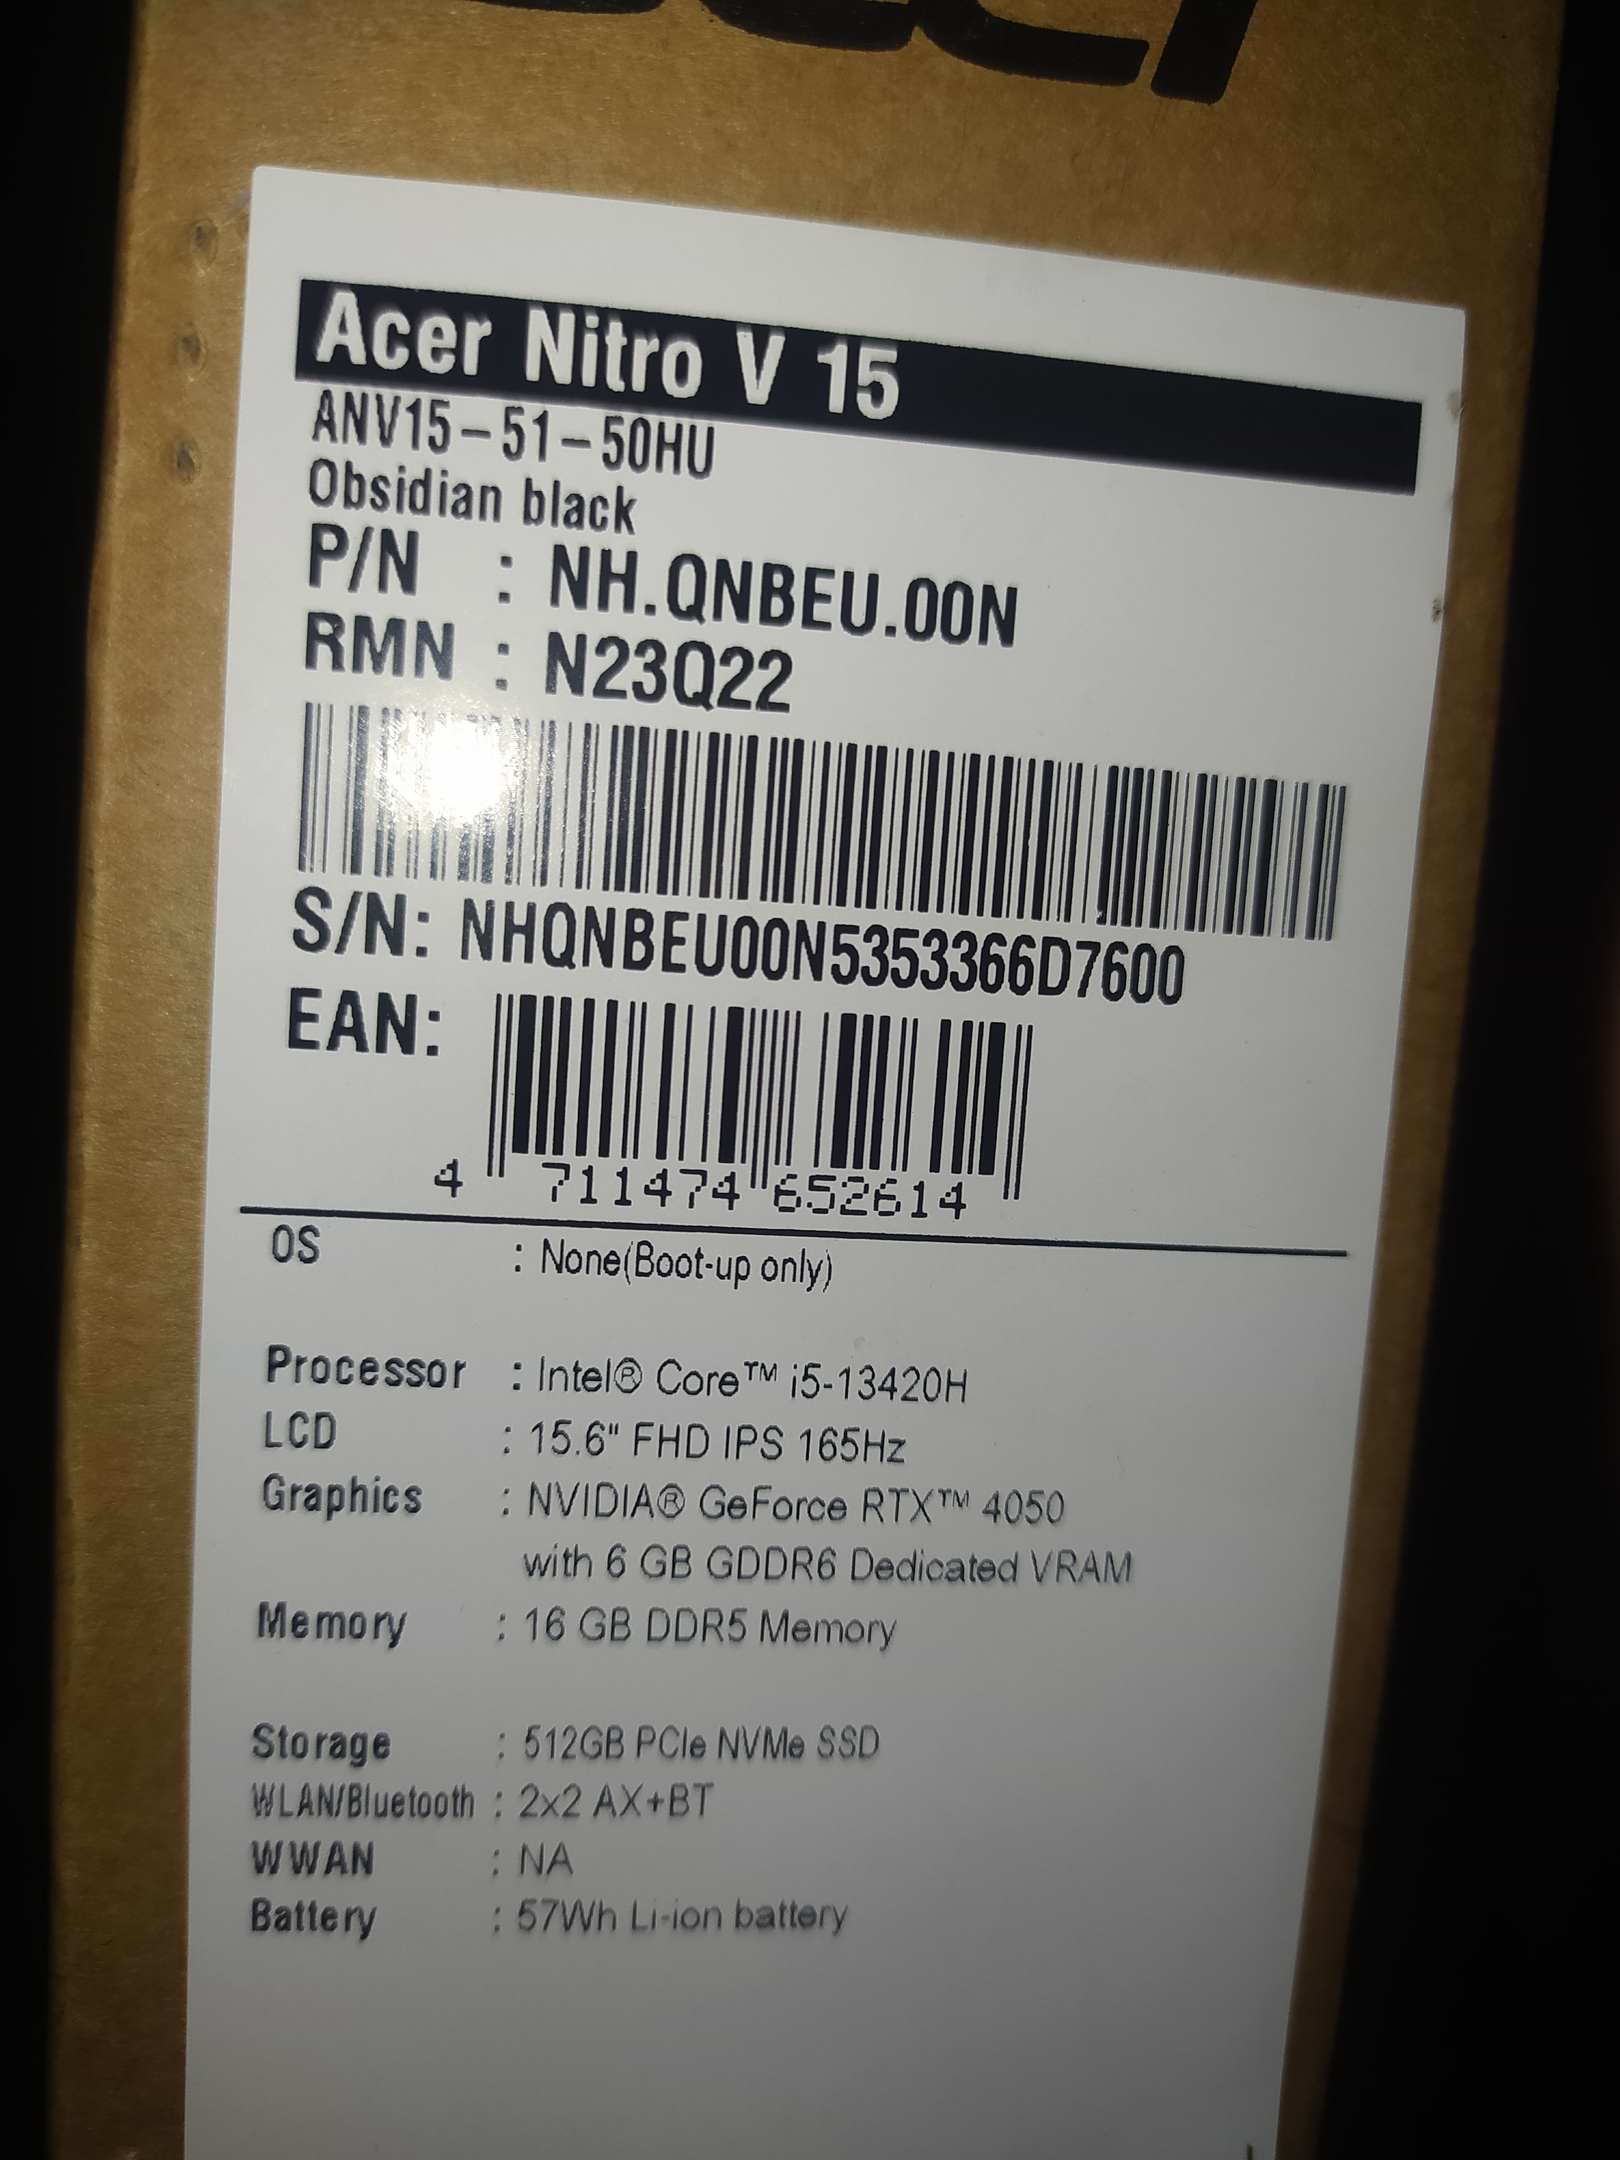 acer
Acer Nitro V 15
ANV15-51-50HU
Obsidian black
P/N : NH.QNBEU.00N
RMN : N23Q22
S/N: NHQNBEU00N5353366D7600
EAN:
4 711474 652614
OS : None(Boot-up only)
Processor : Intel® Core™ i5-13420H
LCD : 15.6" FHD IPS 165Hz
Graphics : NVIDIA® GeForce RTX™ 4050
with 6 GB GDDR6 Dedicated VRAM
Memory : 16 GB DDR5 Memory
Storage : 512GB PCIe NVMe SSD
WLAN/Bluetooth : 2x2 AX+BT
WWAN : NA
Battery : 57Wh Li-ion battery